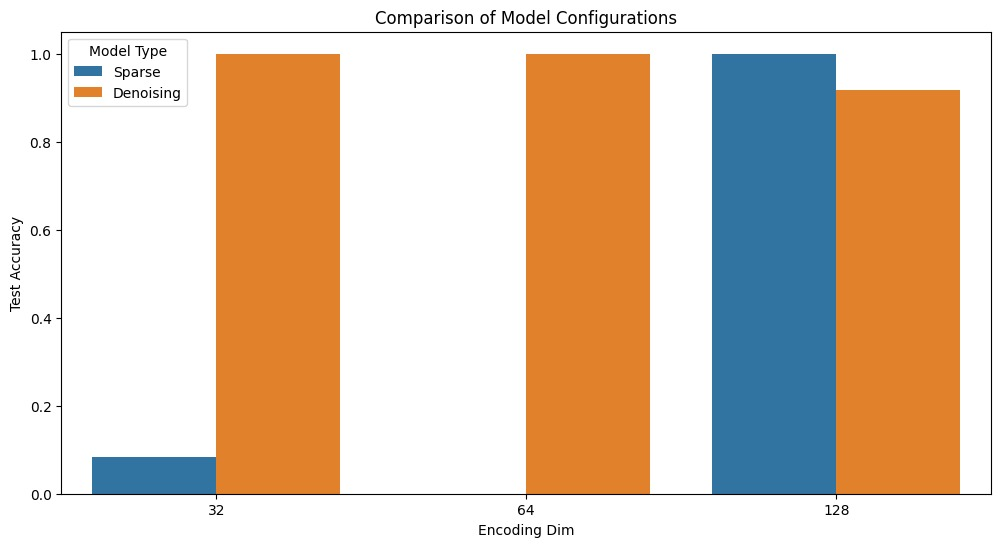 Comparison of Model Configurations
Model Type
Sparse
Denoising
1.0
0.8
0.6
0.4
0.2
0.0
Test Accuracy
32
64
128
Encoding Dim